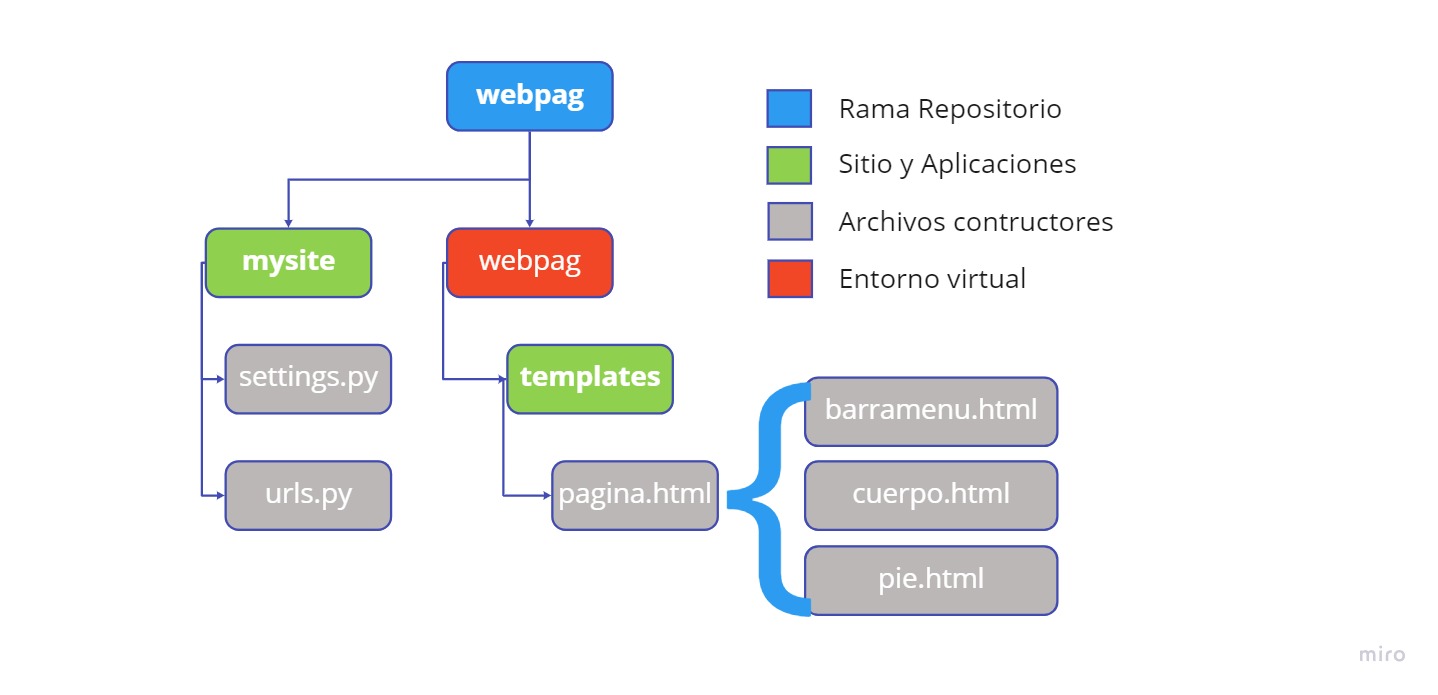 webpag
Rama Repositorio
Sitio y Aplicaciones
Archivos contructores
Entorno virtual
mysite
webpag
settings.py
templates
urls.py
pagina.html
barramenu.html
cuerpo.html
pie.html
miro